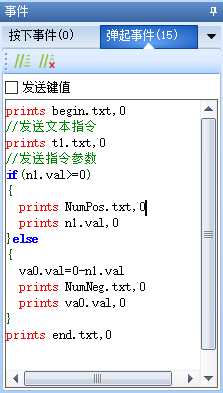 事件
按下事件(0)
弹起事件(15)
发送键值
prints begin.txt,0
//发送文本指令
prints t1.txt,0
//发送指令参数
if(n1.val>=0)
{
  prints NumPos.txt,0
  prints n1.val,0
}else
{
  va0.val=0-n1.val
  prints NumNeg.txt,0
  prints va0.val,0
}
prints end.txt,0